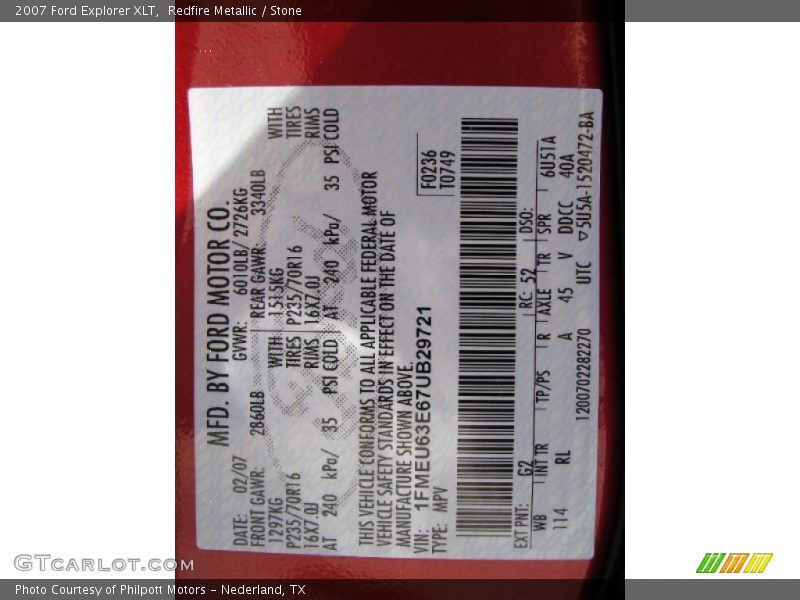 2007 Ford Explorer XLT,  Redfire Metallic / Stone
MFD. BY FORD MOTOR CO.
DATE: 02/07 GVWR: 6010LB/ 2726KG
FRONT GAWR: 2860LB REAR GAWR: 3340LB
1297KG WITH 1515KG WITH
P235/70R16 TIRES P235/70R16 TIRES
16X7.0J RIMS 16X7.0J RIMS
AT 240 kPa/ 35 PSI COLD AT 240 kPa/ 35 PSI COLD
THIS VEHICLE CONFORMS TO ALL APPLICABLE FEDERAL MOTOR
VEHICLE SAFETY STANDARDS IN EFFECT ON THE DATE OF
MANUFACTURE SHOWN ABOVE.
VIN: 1FMEU63E67UB29721
TYPE: MPV
F0236
T0749
EXT PNT: G2 RC: 52 DSO:
WB INT TR TP/PS R AXLE TR SPR 6U51A
114 RL A 45 V DDCC 40A
1200702282270 UTC ▽5U5A-1520472-BA
GTCARLOT.COM
Photo Courtesy of Philpott Motors - Nederland, TX